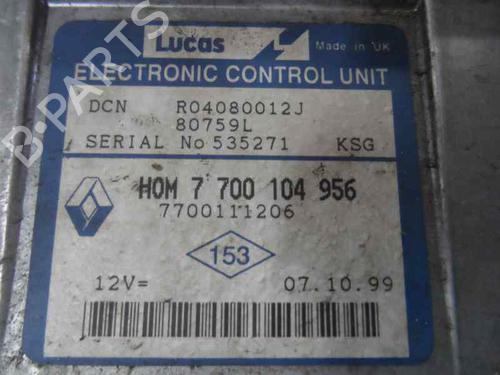 Lucas
Made in UK
ELECTRONIC CONTROL UNIT
DCN R04080012J
80759L
SERIAL No 535271 KSG
HOM 7 700 104 956
7700111206
153
12V= 07.10.99
B-PARTS